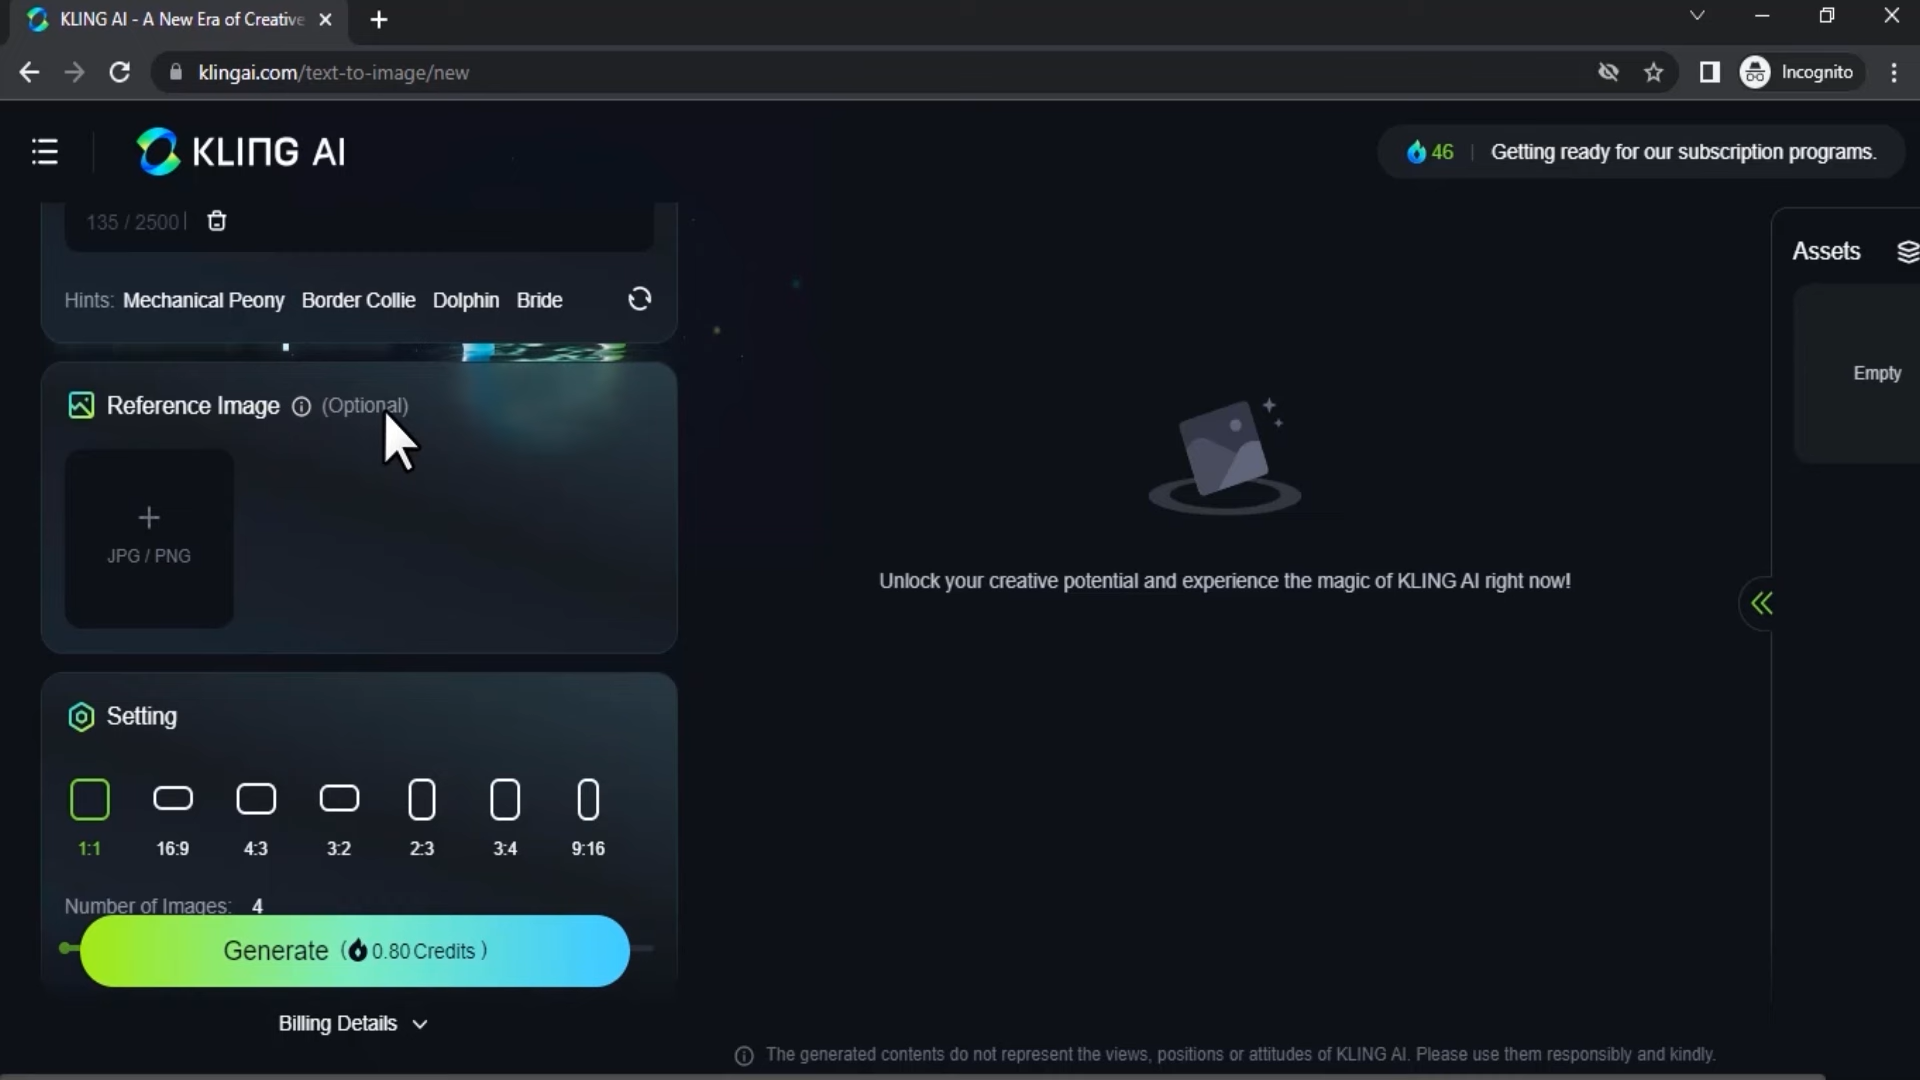 KLING AI - A New Era of Creative
klingai.com/text-to-image/new
Incognito
KLING AI
46 | Getting ready for our subscription programs.
135 / 2500
Hints: Mechanical Peony Border Collie Dolphin Bride
Assets
Empty
Reference Image (Optional)
JPG / PNG
Unlock your creative potential and experience the magic of KLING AI right now!
Setting
1:1 16:9 4:3 3:2 2:3 3:4 9:16
Number of Images: 4
Generate ( 0.80 Credits )
Billing Details
The generated contents do not represent the views, positions or attitudes of KLING AI. Please use them responsibly and kindly.